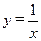 y = 1/x